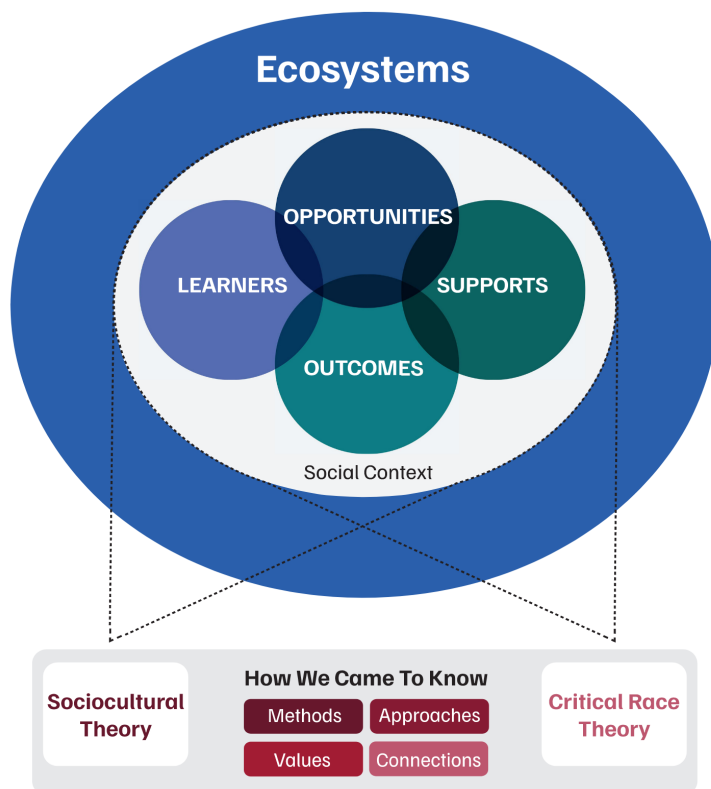 Ecosystems
OPPORTUNITIES
LEARNERS
SUPPORTS
OUTCOMES
Social Context
How We Came To Know
Sociocultural
Theory
Methods
Approaches
Values
Connections
Critical Race
Theory